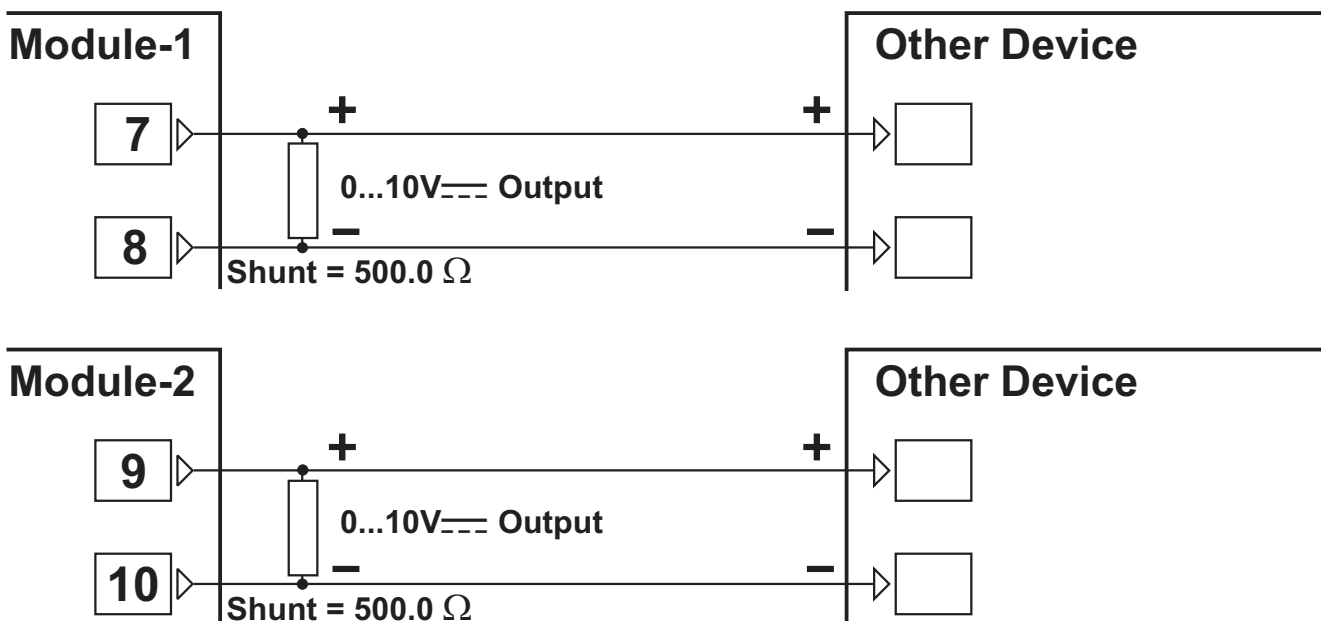 Module-1
Other Device
7
+
+
0...10V⎓ Output
8
−
−
Shunt = 500.0 Ω
Module-2
Other Device
9
+
+
0...10V⎓ Output
10
−
−
Shunt = 500.0 Ω